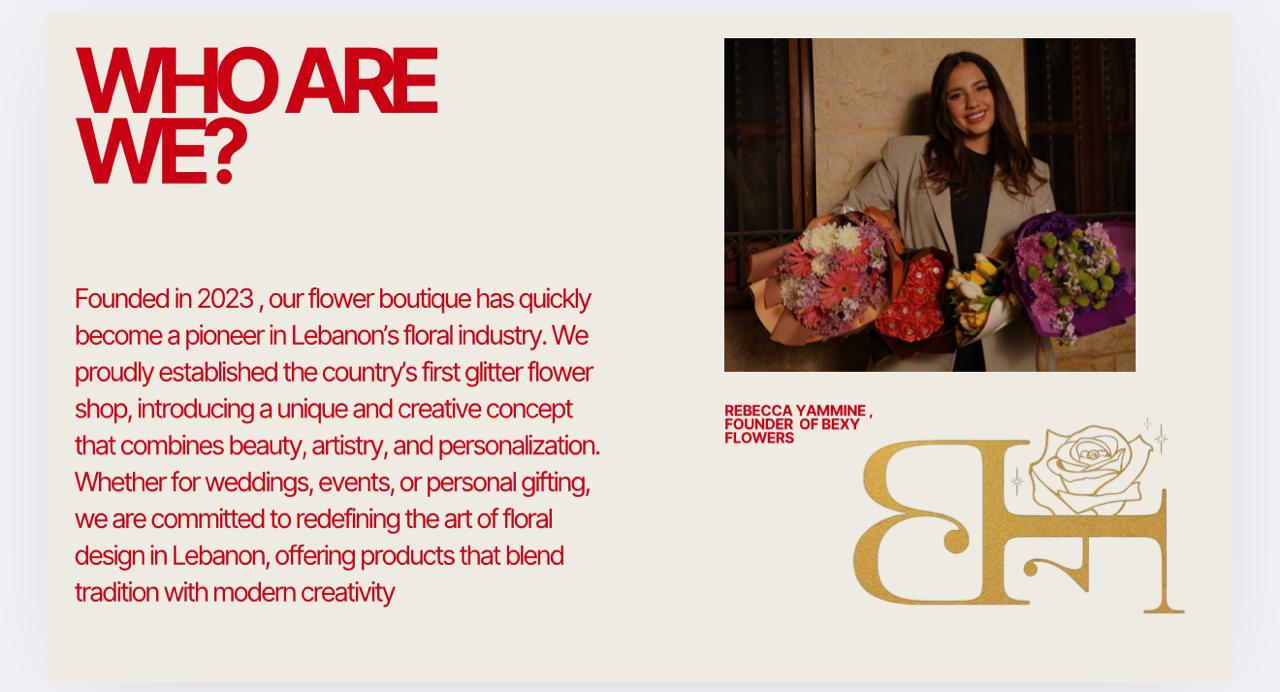 WHO ARE
WE?
Founded in 2023 , our flower boutique has quickly
become a pioneer in Lebanon’s floral industry. We
proudly established the country’s first glitter flower
shop, introducing a unique and creative concept
that combines beauty, artistry, and personalization.
Whether for weddings, events, or personal gifting,
we are committed to redefining the art of floral
design in Lebanon, offering products that blend
tradition with modern creativity
REBECCA YAMMINE ,
FOUNDER OF BEXY
FLOWERS